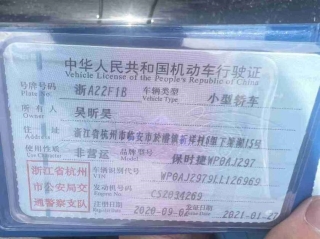 中华人民共和国机动车行驶证
Vehicle License of the People's Republic of China
号牌号码 浙A2ZF1B 车辆类型 小型轿车
Plate No. Vehicle Type
所有人 吴昕昊
Owner
住址 浙江省杭州市临安市於潜镇
Address
使用性质 非营运 品牌型号 保时捷WP0AJ297
Use Character Model
浙江省杭州
市公安局交
通警察支队
车辆识别代号 WP0AJ2979LL126969
VIN
发动机号码 C52034269
Engine No.
注册日期 2020-09-02 发证日期 2021-01-27
Register Date Issue Date